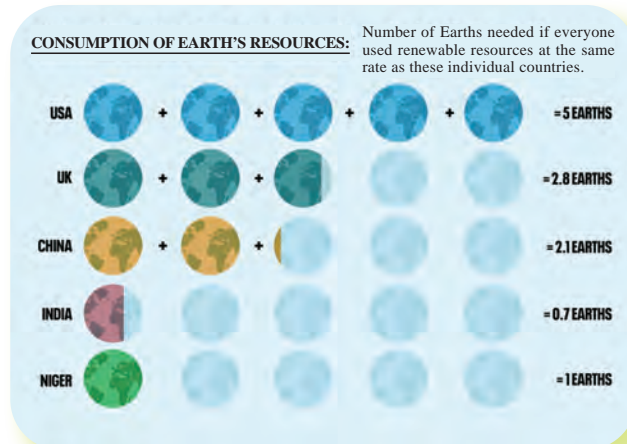 CONSUMPTION OF EARTH'S RESOURCES:
Number of Earths needed if everyone
used renewable resources at the same
rate as these individual countries.
USA + + + + = 5 EARTHS
UK + + = 2.8 EARTHS
CHINA + + = 2.1 EARTHS
INDIA = 0.7 EARTHS
NIGER = 1 EARTHS